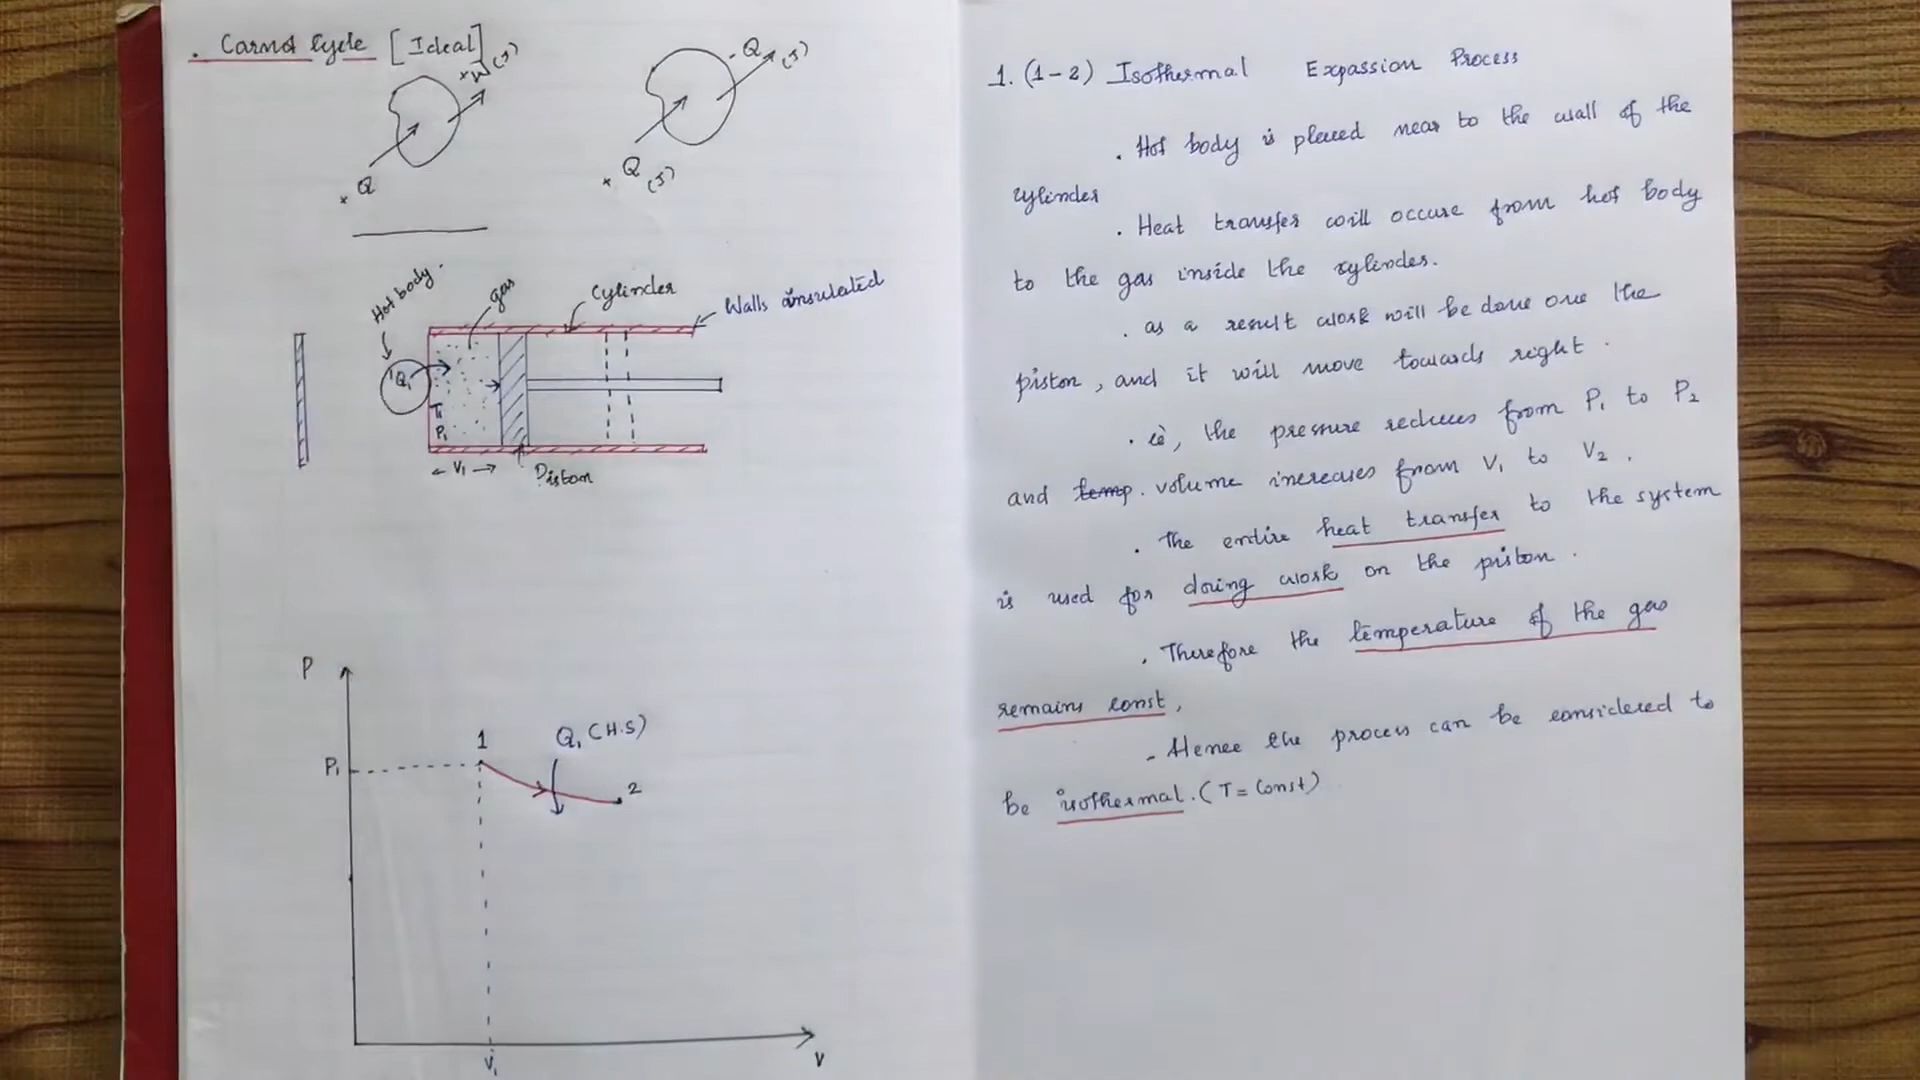 . Carnot Cycle [Ideal]
+W (J)
+ Q
- Q (J)
+ Q (J)
Hot body.
gas
Cylinder
Walls insulated
Q1
T1
P1
← V1 →
Piston
P
P1
1
Q1 (H.S)
2
V1
V
1. (1-2) Isothermal Expassion Process
. Hot body is placed near to the wall of the
cylinder
. Heat transfer will occure from hot body
to the gas inside the cylinder.
. as a result work will be done one the
piston, and it will move towards right.
. ie, the pressure reduces from P1 to P2
and temp. volume increases from V1 to V2.
. The entire heat transfer to the system
is used for doing work on the piston.
. Therefore the temperature of the gas
remains const,
- Hence the process can be considered to
be isothermal. (T = Const)